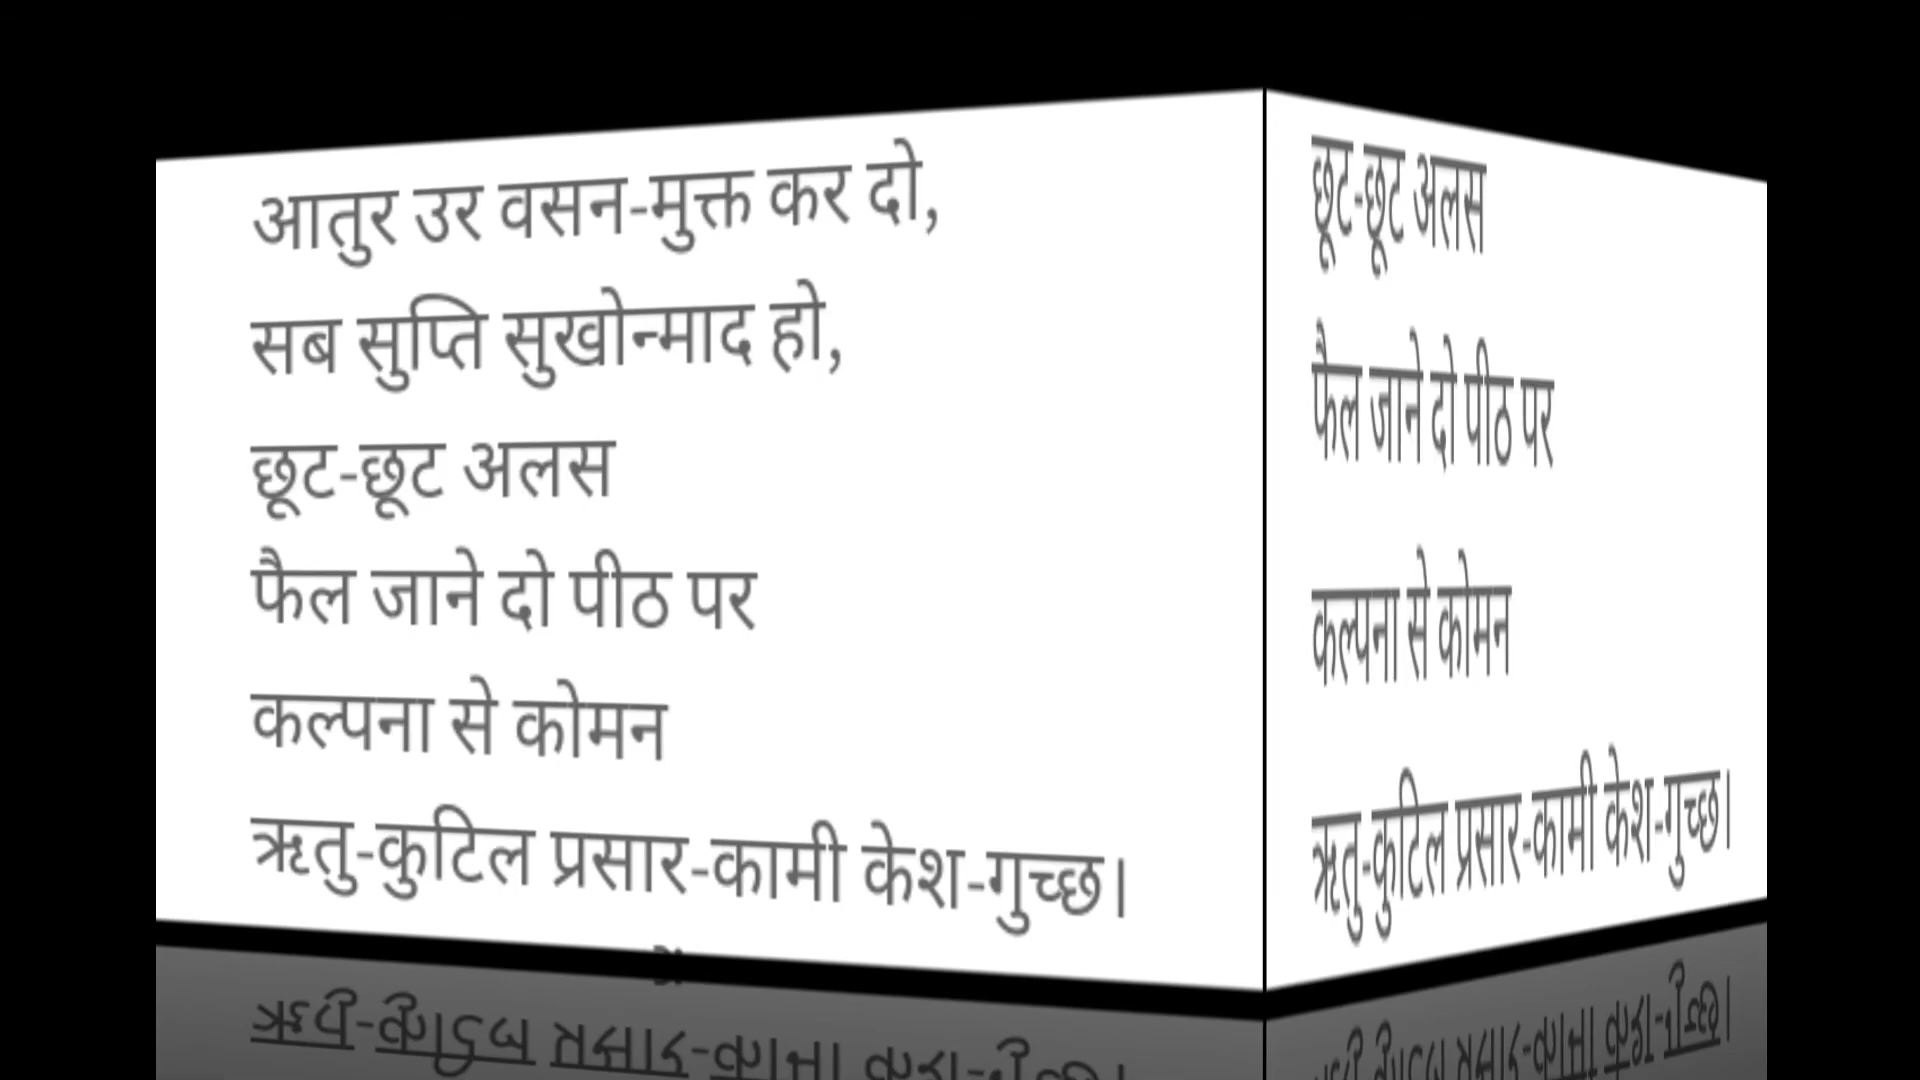 आतुर उर वसन-मुक्त कर दो,
सब सुप्ति सुखोन्माद हो,
छूट-छूट अलस
फैल जाने दो पीठ पर
कल्पना से कोमन
ऋतु-कुटिल प्रसार-कामी केश-गुच्छ।
छूट-छूट अलस
फैल जाने दो पीठ पर
कल्पना से कोमन
ऋतु-कुटिल प्रसार-कामी केश-गुच्छ।